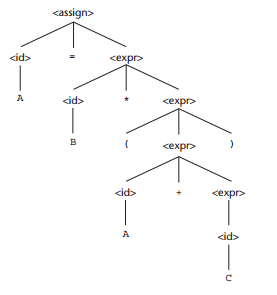 <assign>
<id> = <expr>
A <id> * <expr>
B ( <expr> )
<id> + <expr>
A <id>
C